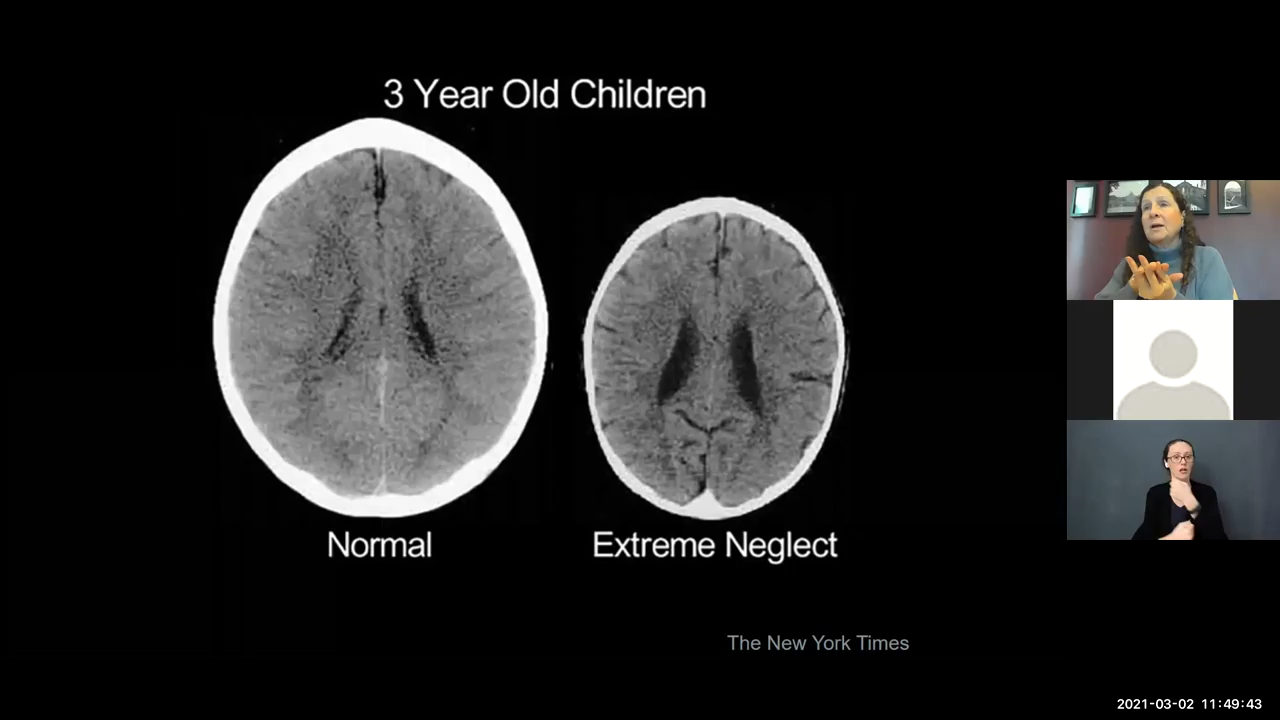 3 Year Old Children
Normal
Extreme Neglect
The New York Times
2021-03-02 11:49:43